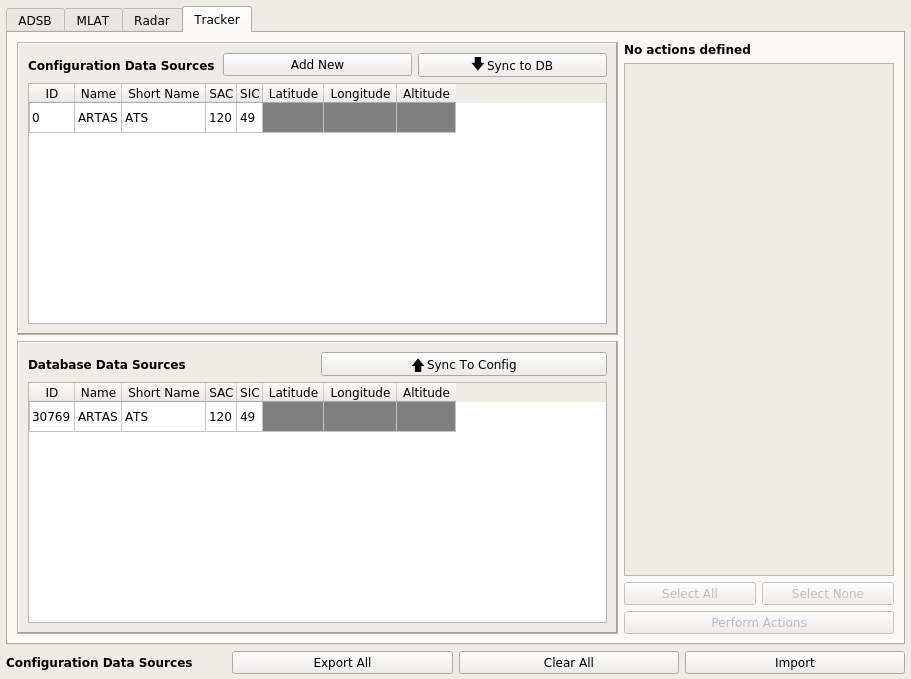 ADSB MLAT Radar Tracker
Configuration Data Sources Add New Sync to DB
ID Name Short Name SAC SIC Latitude Longitude Altitude
0 ARTAS ATS 120 49
Database Data Sources Sync To Config
ID Name Short Name SAC SIC Latitude Longitude Altitude
30769 ARTAS ATS 120 49
No actions defined
Select All Select None
Perform Actions
Configuration Data Sources Export All Clear All Import